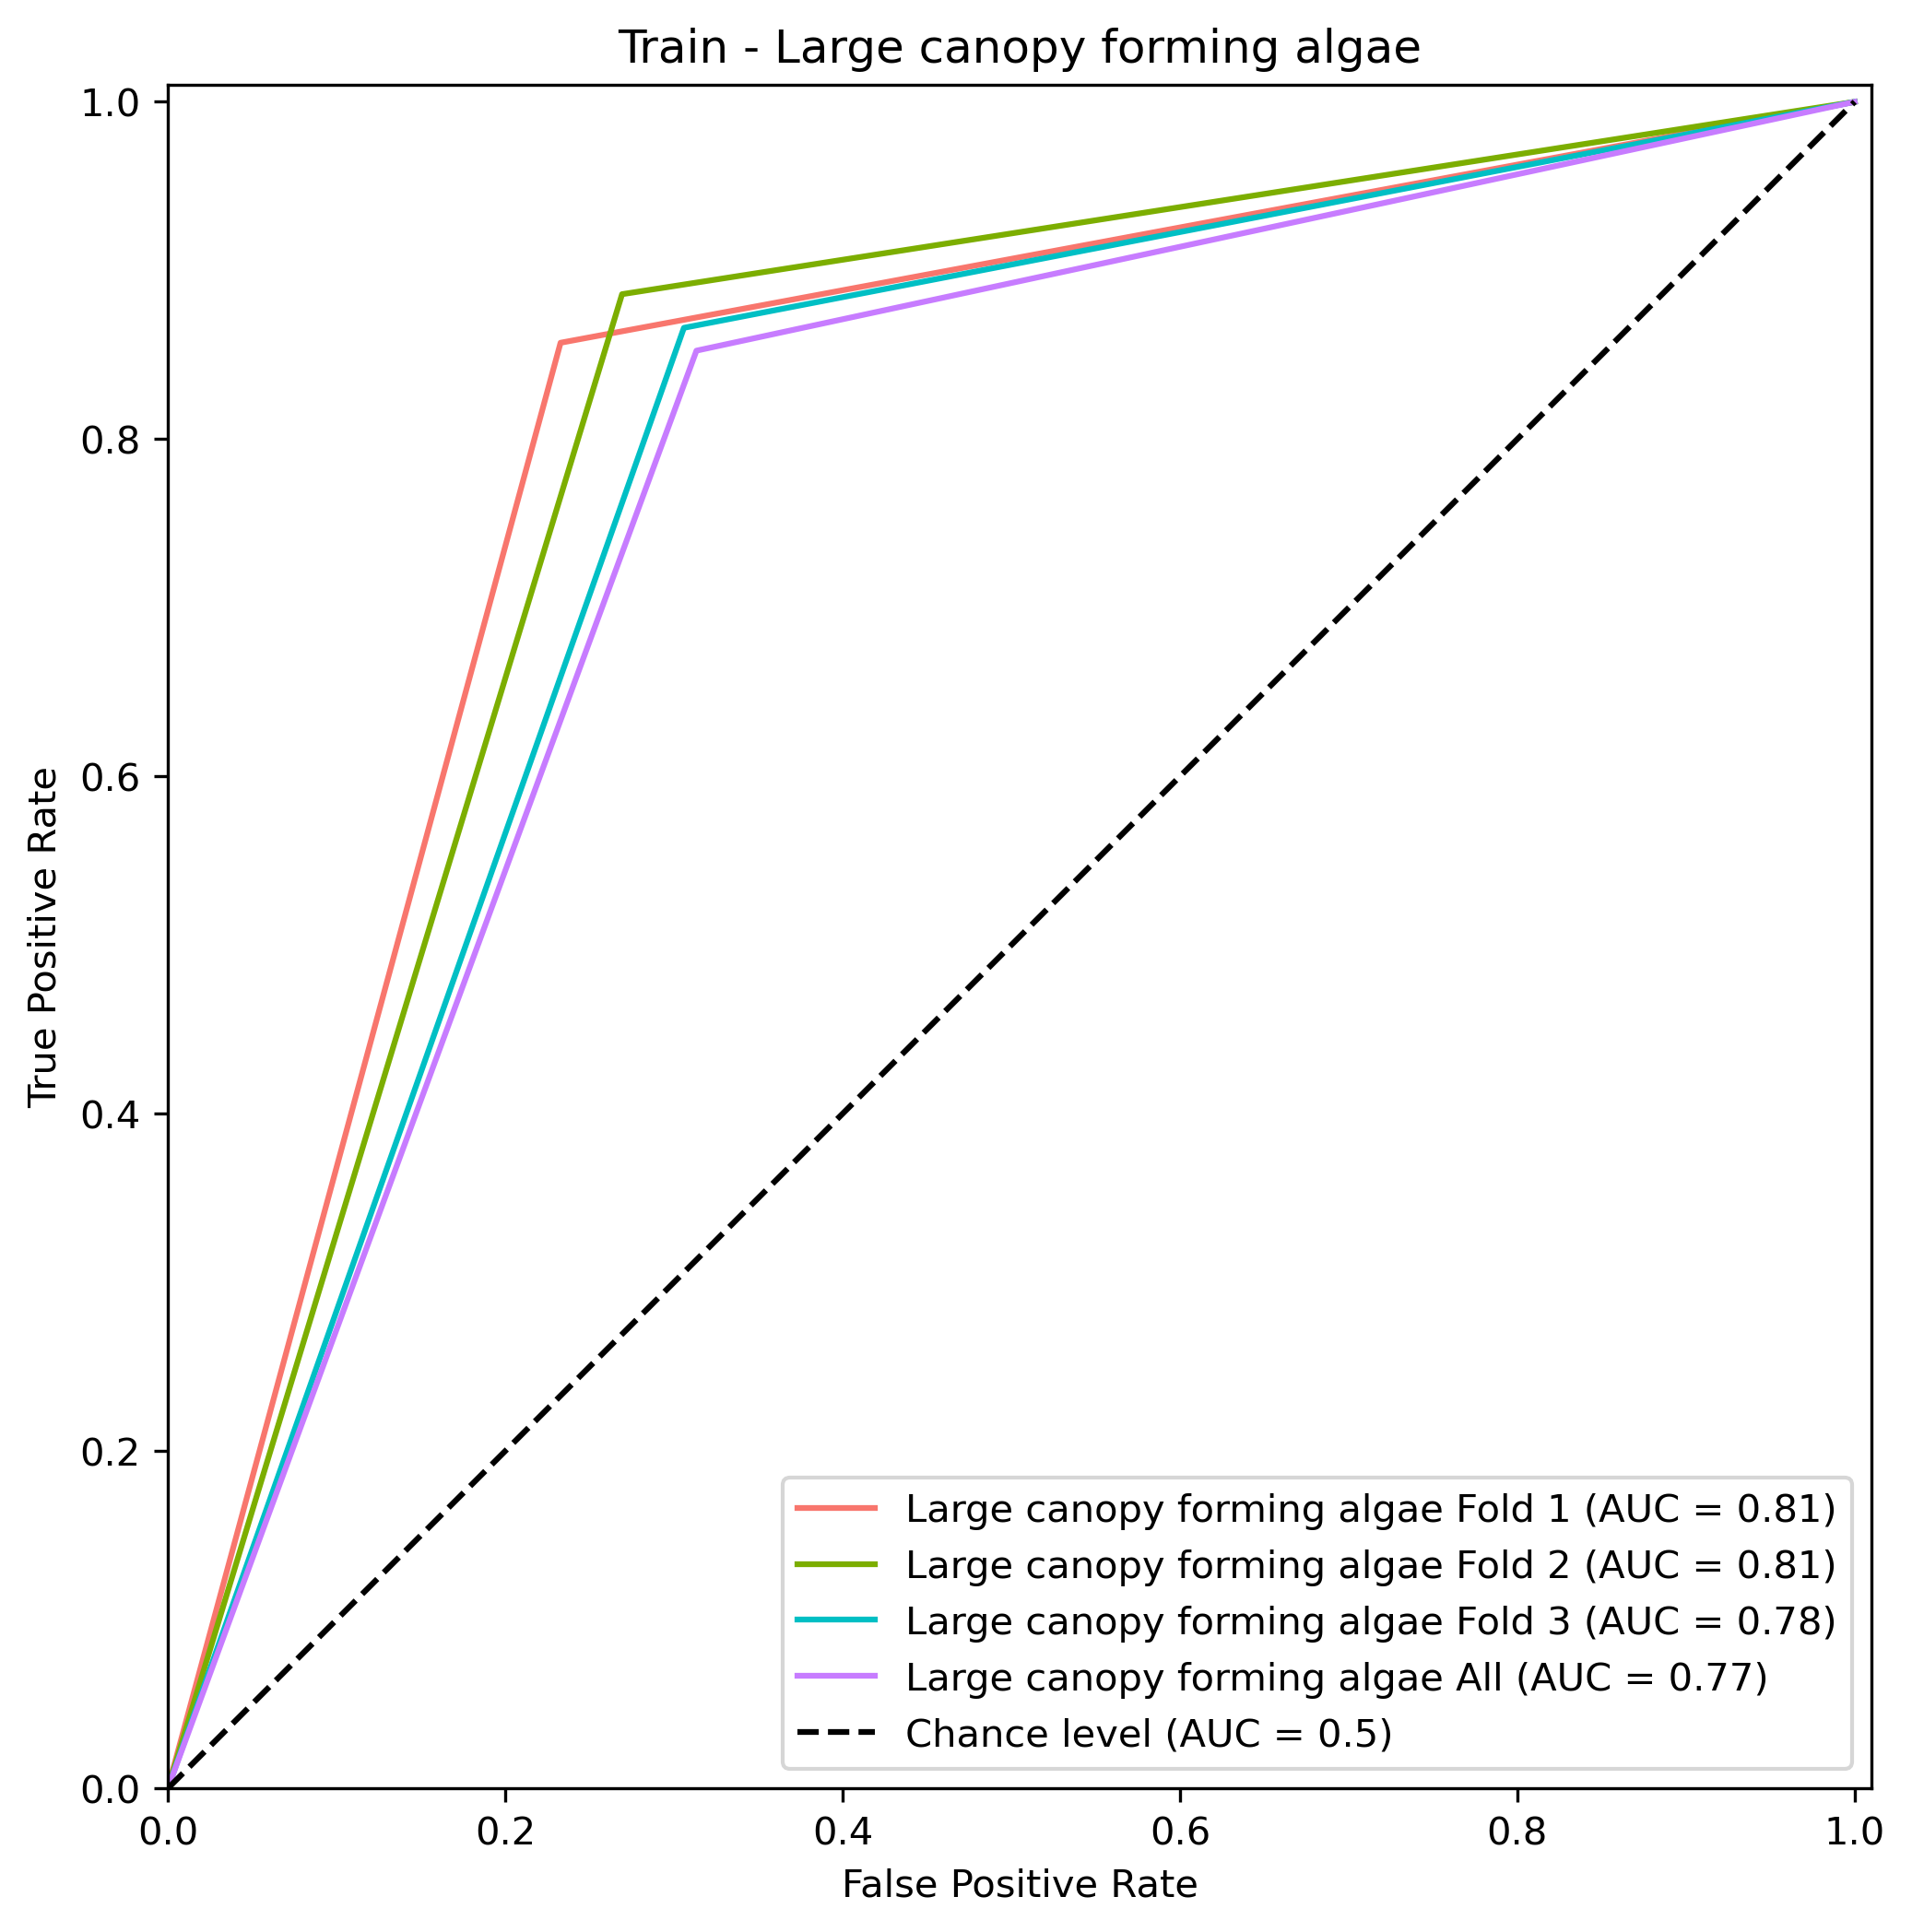 Train - Large canopy forming algae
1.0
0.8
0.6
0.4
0.2
0.0
True Positive Rate
Large canopy forming algae Fold 1 (AUC = 0.81)
Large canopy forming algae Fold 2 (AUC = 0.81)
Large canopy forming algae Fold 3 (AUC = 0.78)
Large canopy forming algae All (AUC = 0.77)
Chance level (AUC = 0.5)
0.0 0.2 0.4 0.6 0.8 1.0
False Positive Rate